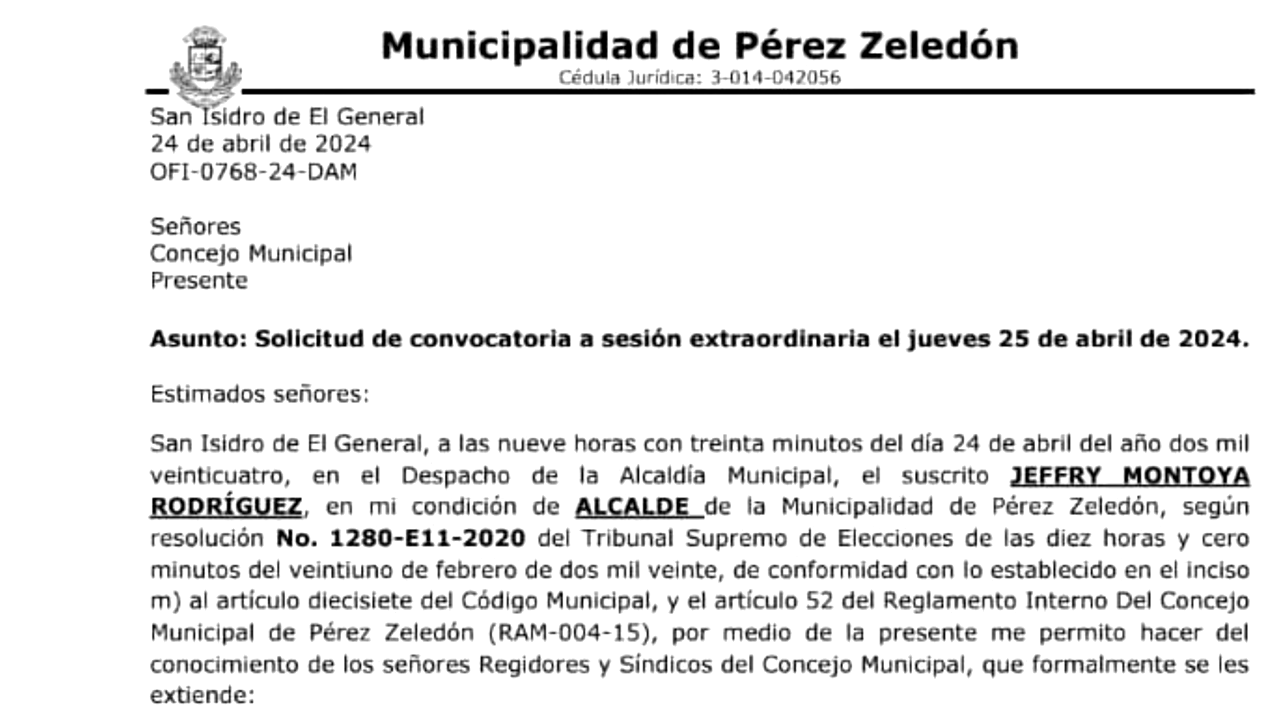 Municipalidad de Pérez Zeledón
Cédula Jurídica: 3-014-042056
San Isidro de El General
24 de abril de 2024
OFI-0768-24-DAM
Señores
Concejo Municipal
Presente
Asunto: Solicitud de convocatoria a sesión extraordinaria el jueves 25 de abril de 2024.
Estimados señores:
San Isidro de El General, a las nueve horas con treinta minutos del día 24 de abril del año dos mil
veinticuatro, en el Despacho de la Alcaldía Municipal, el suscrito JEFFRY MONTOYA
RODRÍGUEZ, en mi condición de ALCALDE de la Municipalidad de Pérez Zeledón, según
resolución No. 1280-E11-2020 del Tribunal Supremo de Elecciones de las diez horas y cero
minutos del veintiuno de febrero de dos mil veinte, de conformidad con lo establecido en el inciso
m) al artículo diecisiete del Código Municipal, y el artículo 52 del Reglamento Interno Del Concejo
Municipal de Pérez Zeledón (RAM-004-15), por medio de la presente me permito hacer del
conocimiento de los señores Regidores y Síndicos del Concejo Municipal, que formalmente se les
extiende: